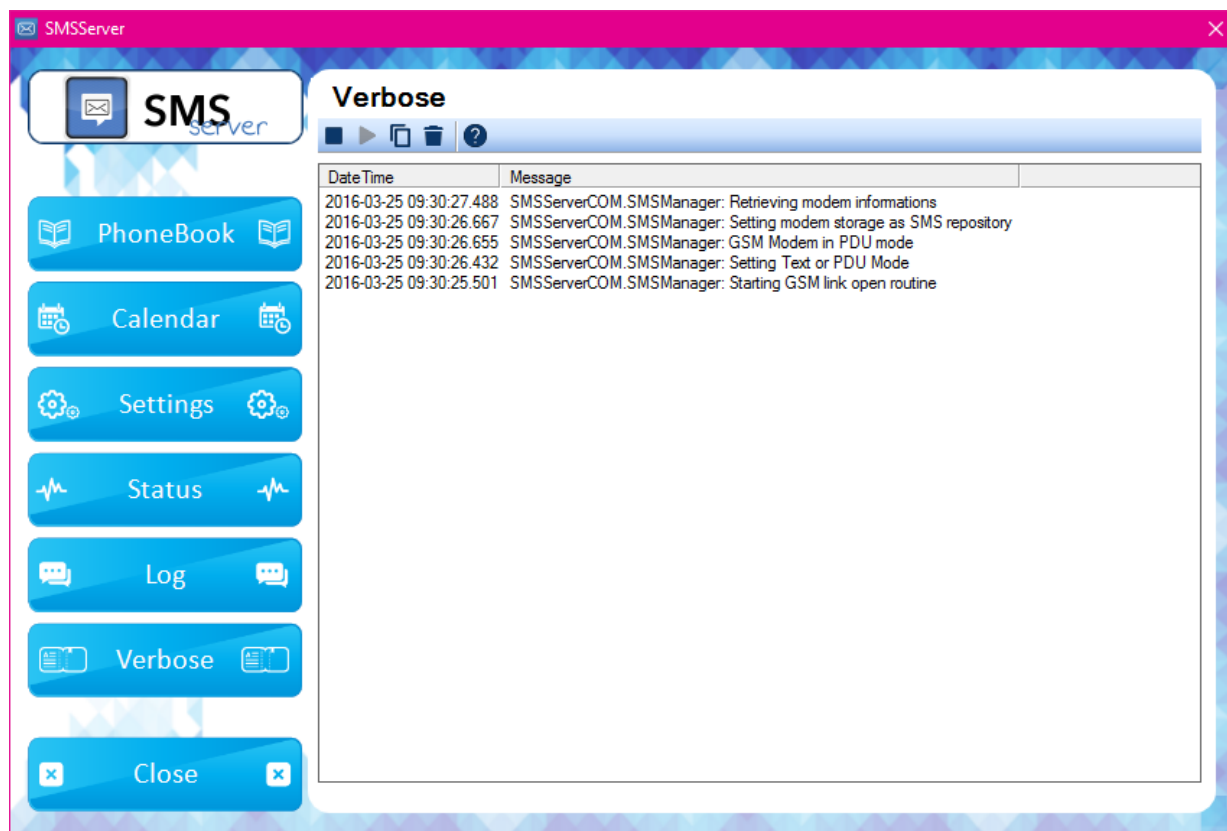 SMSServer
SMS
server
PhoneBook
Calendar
Settings
Status
Log
Verbose
Close
Verbose
DateTime Message
2016-03-25 09:30:27.488 SMSServerCOM.SMSManager: Retrieving modem informations
2016-03-25 09:30:26.667 SMSServerCOM.SMSManager: Setting modem storage as SMS repository
2016-03-25 09:30:26.655 SMSServerCOM.SMSManager: GSM Modem in PDU mode
2016-03-25 09:30:26.432 SMSServerCOM.SMSManager: Setting Text or PDU Mode
2016-03-25 09:30:25.501 SMSServerCOM.SMSManager: Starting GSM link open routine